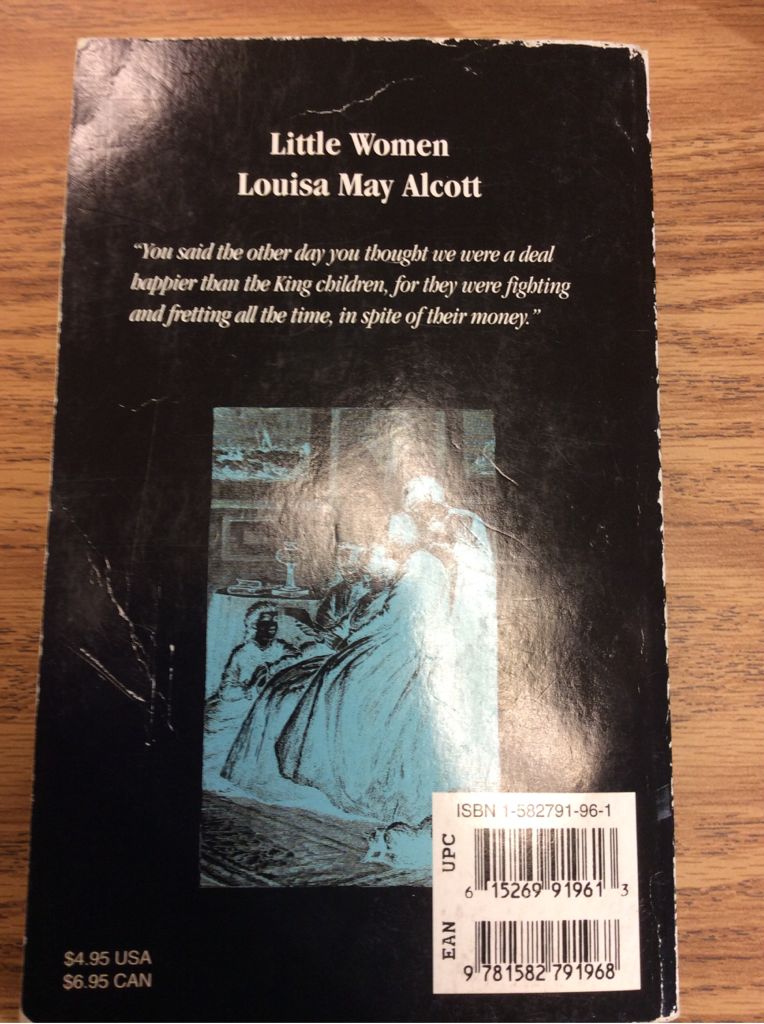 Little Women
Louisa May Alcott
“You said the other day you thought we were a deal
happier than the King children, for they were fighting
and fretting all the time, in spite of their money.”
ISBN 1-582791-96-1
UPC
6 15269 91961 3
EAN
9 781582 791968
$4.95 USA
$6.95 CAN